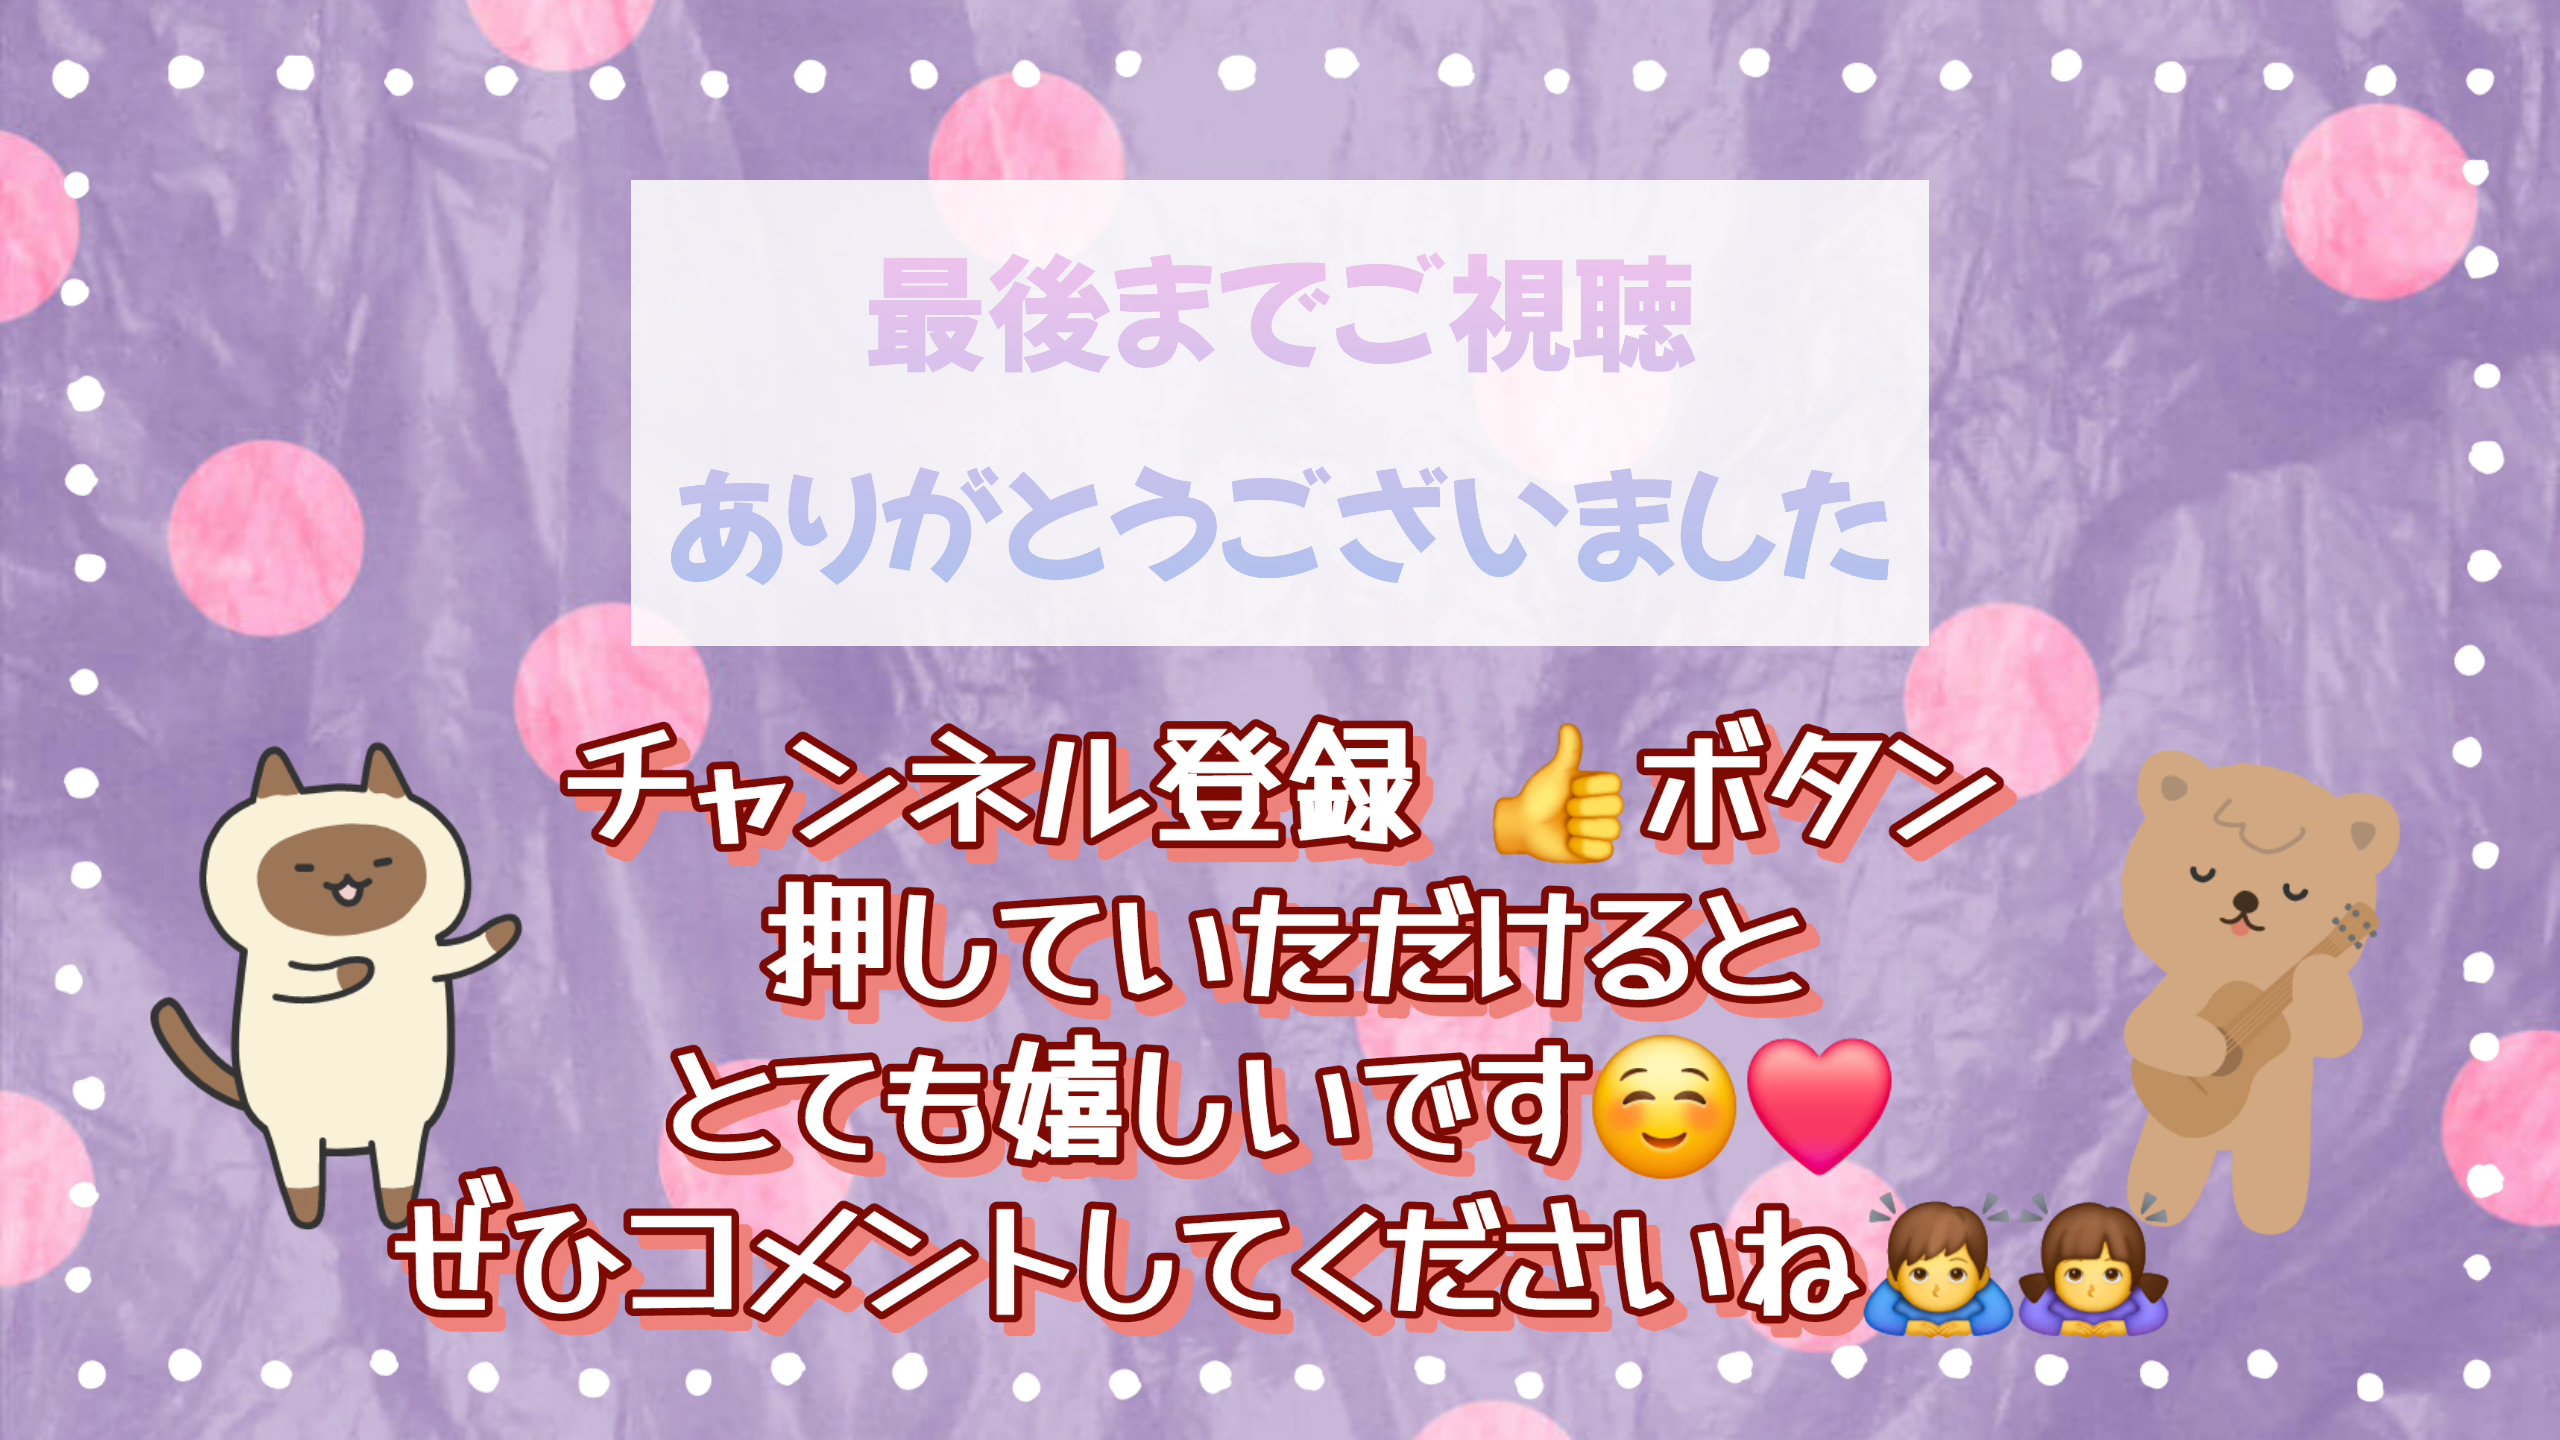 最後までご視聴
ありがとうございました
チャンネル登録 👍ボタン
押していただけると
とても嬉しいです☺️❤️
ぜひコメントしてくださいね🙇‍♂️🙇‍♀️